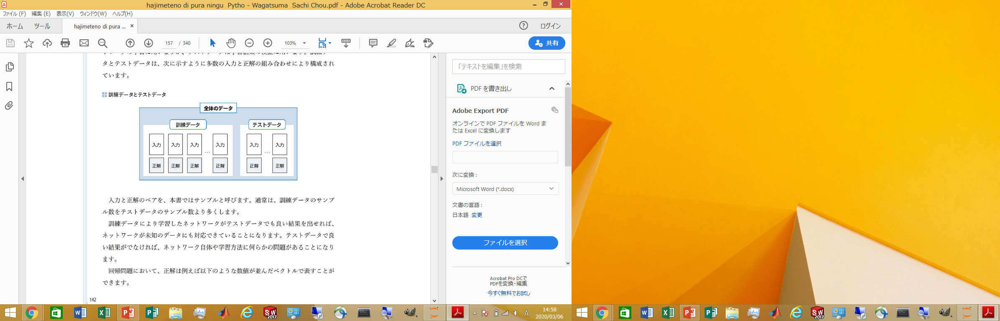 hajimeteno di pura ningu  Pytho - Wagatsuma  Sachi Chou.pdf - Adobe Acrobat Reader DC
ファイル (F) 編集 (E) 表示(V) ウィンドウ(W) ヘルプ(H)
ホーム ツール hajimeteno di pura ... × ログイン
157 / 340 103% 共有
タとテストデータは、次に示すように多数の入力と正解の組み合わせにより構成され
ています。
訓練データとテストデータ
全体のデータ
訓練データ テストデータ
入力 入力 入力 … 入力 入力 … 入力
正解 正解 正解 正解 正解 正解
入力と正解のペアを、本書ではサンプルと呼びます。通常は、訓練データのサンプ
ル数をテストデータのサンプル数より多くします。
訓練データにより学習したネットワークがテストデータでも良い結果を出せれば、
ネットワークが未知のデータにも対応できていることになります。テストデータで良
い結果がでなければ、ネットワーク自体や学習方法に何らかの問題があることになり
ます。
回帰問題において、正解は例えば以下のような数値が並んだベクトルで表すことが
できます。
142
「テキストを編集」を検索
PDF を書き出し
Adobe Export PDF
オンラインで PDF ファイルを Word ま
たは Excel に変換します
PDF ファイルを選択
次に変換 :
Microsoft Word (*.docx)
文書の言語 :
日本語 変更
ファイルを選択
Acrobat Pro DCで
PDFを変換・編集
今すぐ無料でお試し
SW 2017 A 14:58
2020/03/06
SW 2017